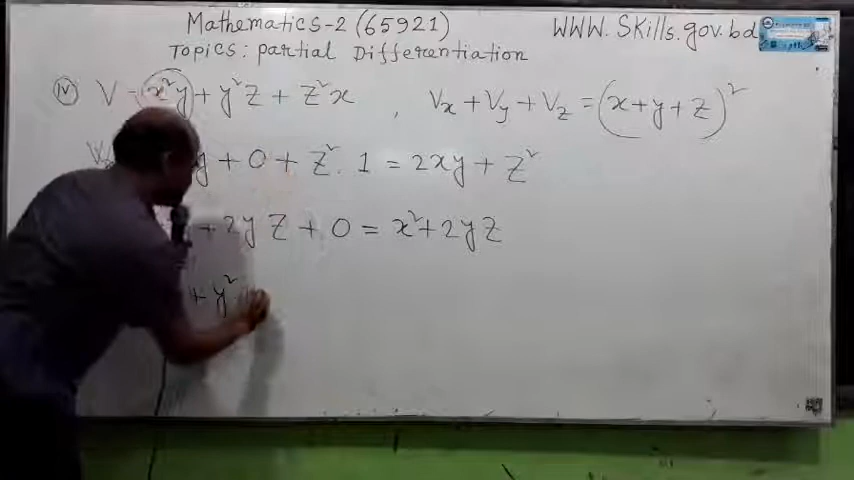 Mathematics-2 (65921) WWW.Skills.gov.bd
Topics: partial Differentiation
(iv) V = x²y + y²z + z²x , Vx + Vy + Vz = (x+y+z)²
y + 0 + z². 1 = 2xy + z²
+ 2yz + 0 = x² + 2yz
+ y²